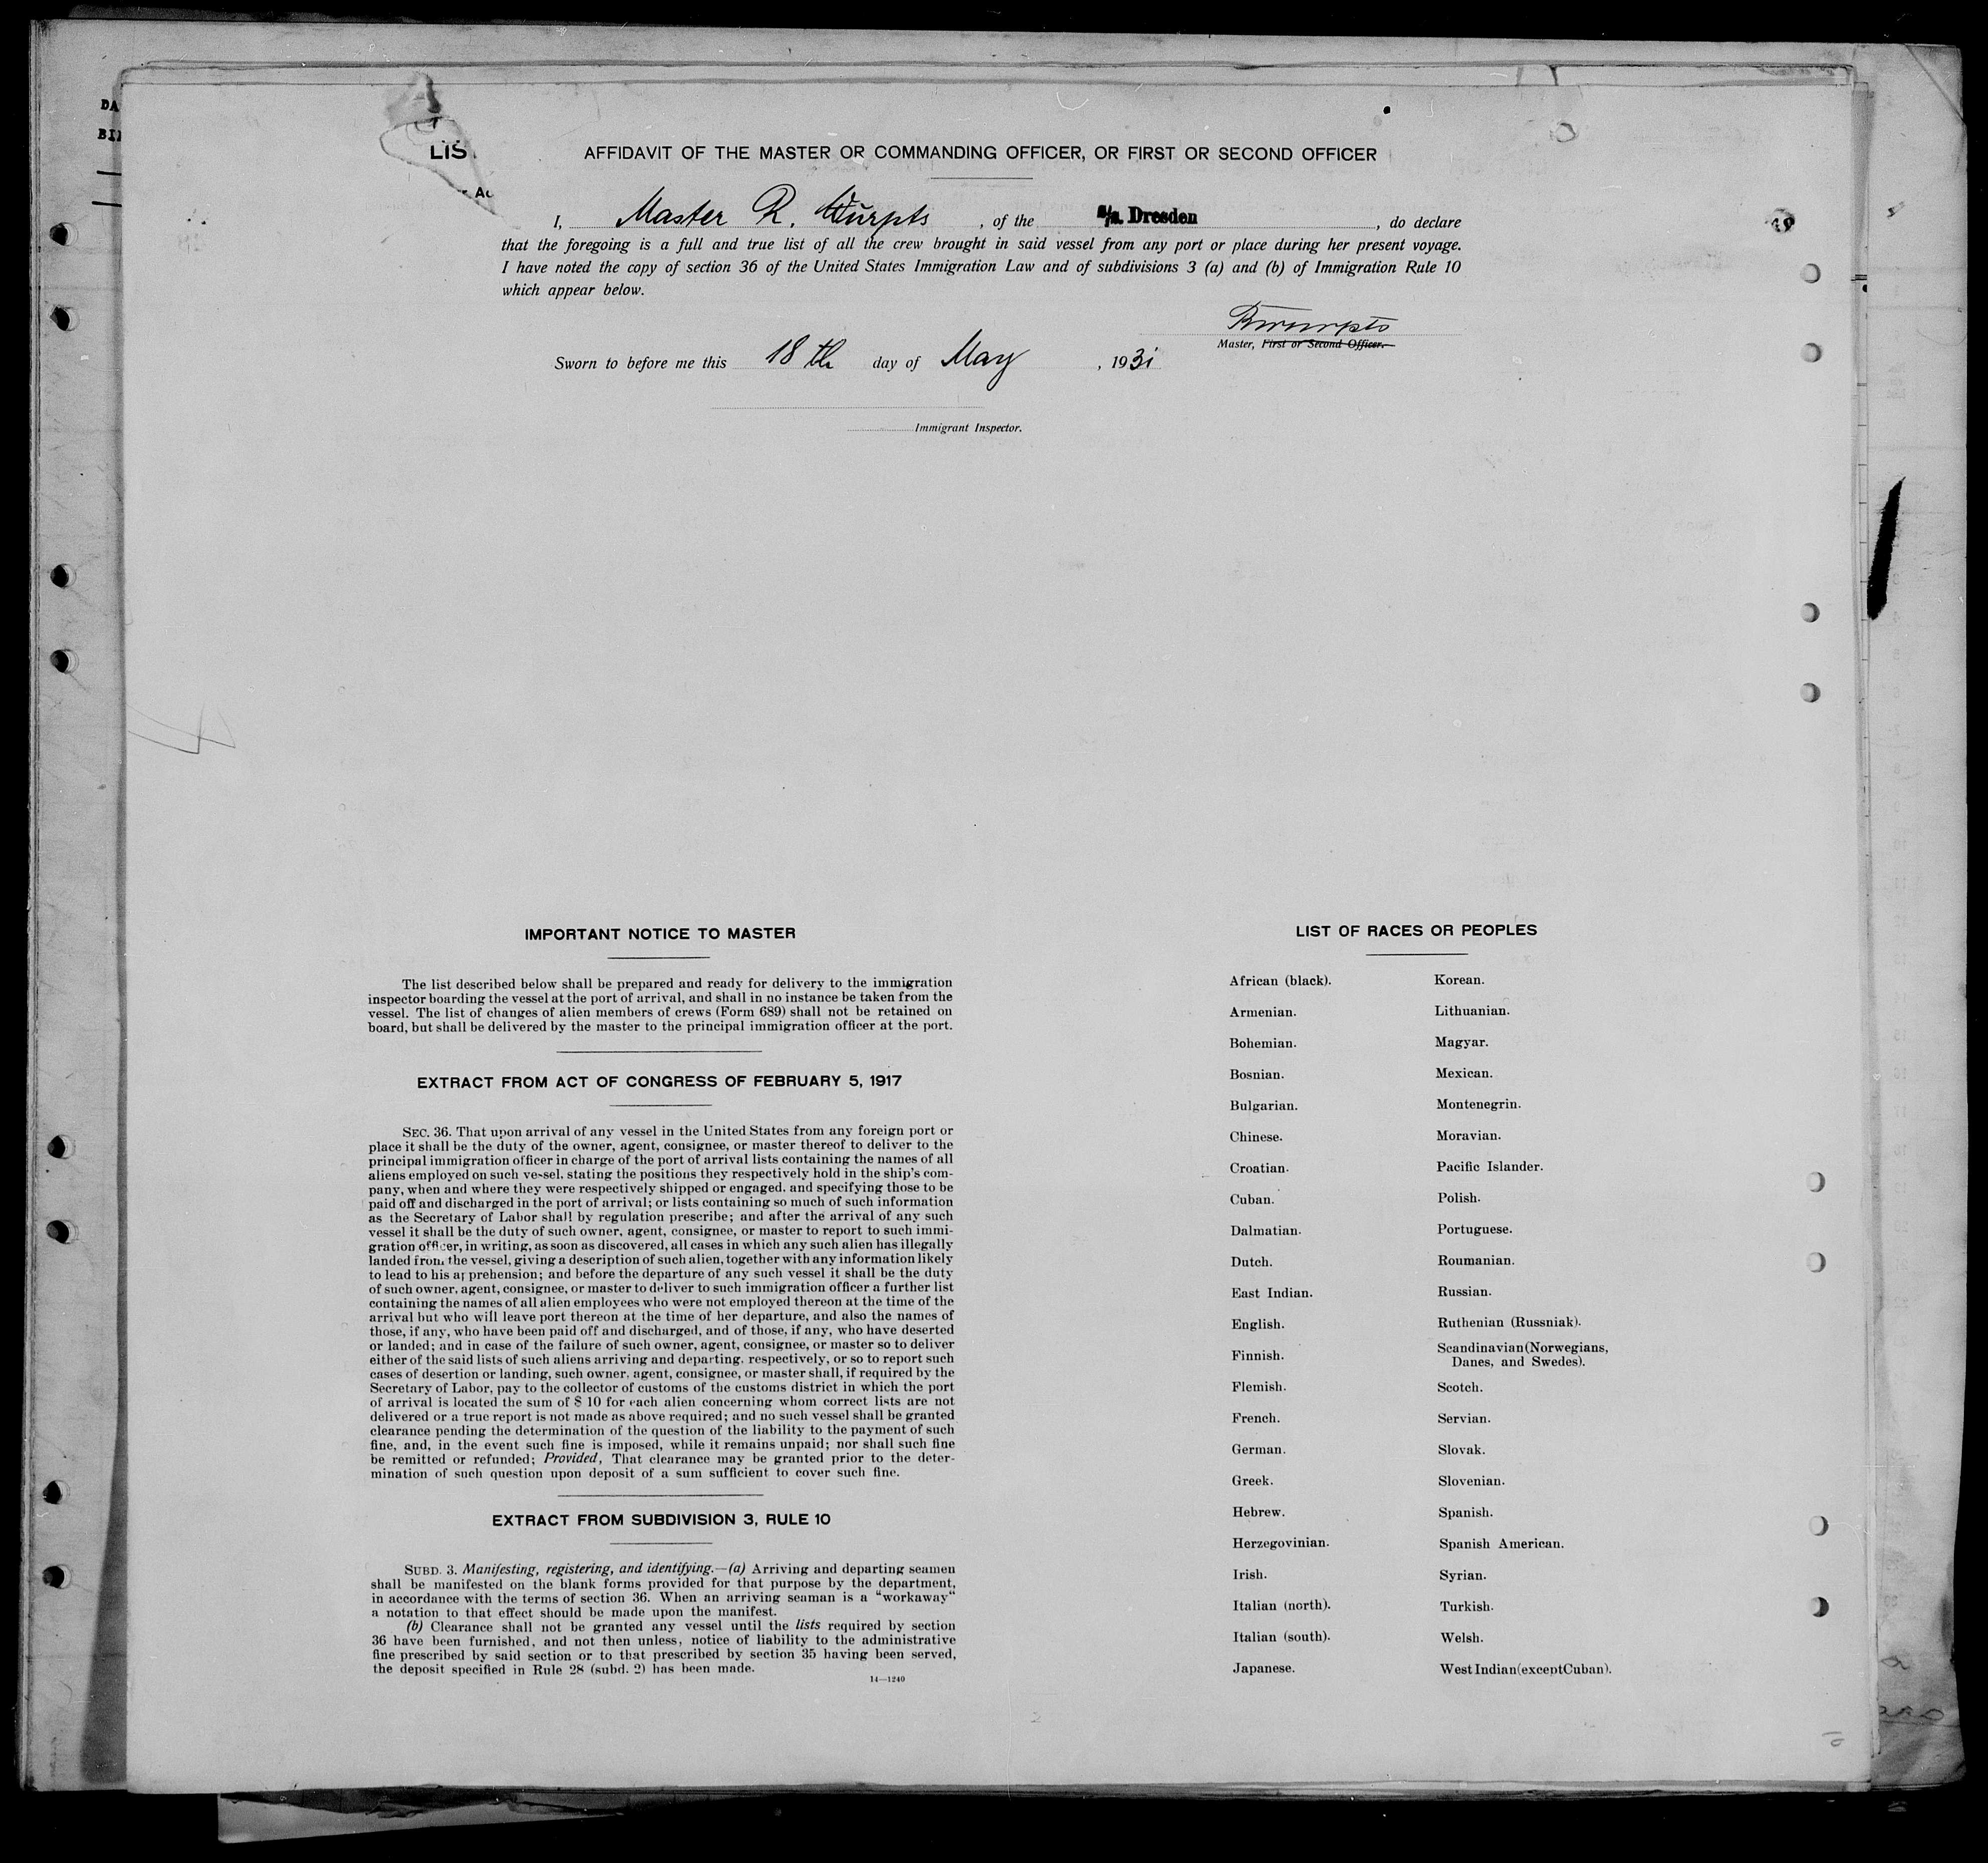 DA
BI
LIS
AFFIDAVIT OF THE MASTER OR COMMANDING OFFICER, OR FIRST OR SECOND OFFICER
I, Master R. Wurpts, of the s/s. Dresden, do declare
that the foregoing is a full and true list of all the crew brought in said vessel from any port or place during her present voyage.
I have noted the copy of section 36 of the United States Immigration Law and of subdivisions 3 (a) and (b) of Immigration Rule 10
which appear below.
RWurpts
Master, First or Second Officer.
Sworn to before me this 18th day of May, 1931
Immigrant Inspector.
IMPORTANT NOTICE TO MASTER
The list described below shall be prepared and ready for delivery to the immigration
inspector boarding the vessel at the port of arrival, and shall in no instance be taken from the
vessel. The list of changes of alien members of crews (Form 689) shall not be retained on
board, but shall be delivered by the master to the principal immigration officer at the port.
EXTRACT FROM ACT OF CONGRESS OF FEBRUARY 5, 1917
SEC. 36. That upon arrival of any vessel in the United States from any foreign port or
place it shall be the duty of the owner, agent, consignee, or master thereof to deliver to the
principal immigration officer in charge of the port of arrival lists containing the names of all
aliens employed on such vessel, stating the positions they respectively hold in the ship's com-
pany, when and where they were respectively shipped or engaged, and specifying those to be
paid off and discharged in the port of arrival; or lists containing so much of such information
as the Secretary of Labor shall by regulation prescribe; and after the arrival of any such
vessel it shall be the duty of such owner, agent, consignee, or master to report to such immi-
gration officer, in writing, as soon as discovered, all cases in which any such alien has illegally
landed from the vessel, giving a description of such alien, together with any information likely
to lead to his apprehension; and before the departure of any such vessel it shall be the duty
of such owner, agent, consignee, or master to deliver to such immigration officer a further list
containing the names of all alien employees who were not employed thereon at the time of the
arrival but who will leave port thereon at the time of her departure, and also the names of
those, if any, who have been paid off and discharged, and of those, if any, who have deserted
or landed; and in case of the failure of such owner, agent, consignee, or master so to deliver
either of the said lists of such aliens arriving and departing, respectively, or so to report such
cases of desertion or landing, such owner, agent, consignee, or master shall, if required by the
Secretary of Labor, pay to the collector of customs of the customs district in which the port
of arrival is located the sum of $ 10 for each alien concerning whom correct lists are not
delivered or a true report is not made as above required; and no such vessel shall be granted
clearance pending the determination of the question of the liability to the payment of such
fine, and, in the event such fine is imposed, while it remains unpaid; nor shall such fine
be remitted or refunded; Provided, That clearance may be granted prior to the deter-
mination of such question upon deposit of a sum sufficient to cover such fine.
EXTRACT FROM SUBDIVISION 3, RULE 10
SUBD. 3. Manifesting, registering, and identifying.—(a) Arriving and departing seamen
shall be manifested on the blank forms provided for that purpose by the department,
in accordance with the terms of section 36. When an arriving seaman is a “workaway“
a notation to that effect should be made upon the manifest.
(b) Clearance shall not be granted any vessel until the lists required by section
36 have been furnished, and not then unless, notice of liability to the administrative
fine prescribed by said section or to that prescribed by section 35 having been served,
the deposit specified in Rule 28 (subd. 2) has been made.
14—1240
LIST OF RACES OR PEOPLES
African (black).
Armenian.
Bohemian.
Bosnian.
Bulgarian.
Chinese.
Croatian.
Cuban.
Dalmatian.
Dutch.
East Indian.
English.
Finnish.
Flemish.
French.
German.
Greek.
Hebrew.
Herzegovinian.
Irish.
Italian (north).
Italian (south).
Japanese.
Korean.
Lithuanian.
Magyar.
Mexican.
Montenegrin.
Moravian.
Pacific Islander.
Polish.
Portuguese.
Roumanian.
Russian.
Ruthenian (Russniak).
Scandinavian (Norwegians,
Danes, and Swedes).
Scotch.
Servian.
Slovak.
Slovenian.
Spanish.
Spanish American.
Syrian.
Turkish.
Welsh.
West Indian (except Cuban).